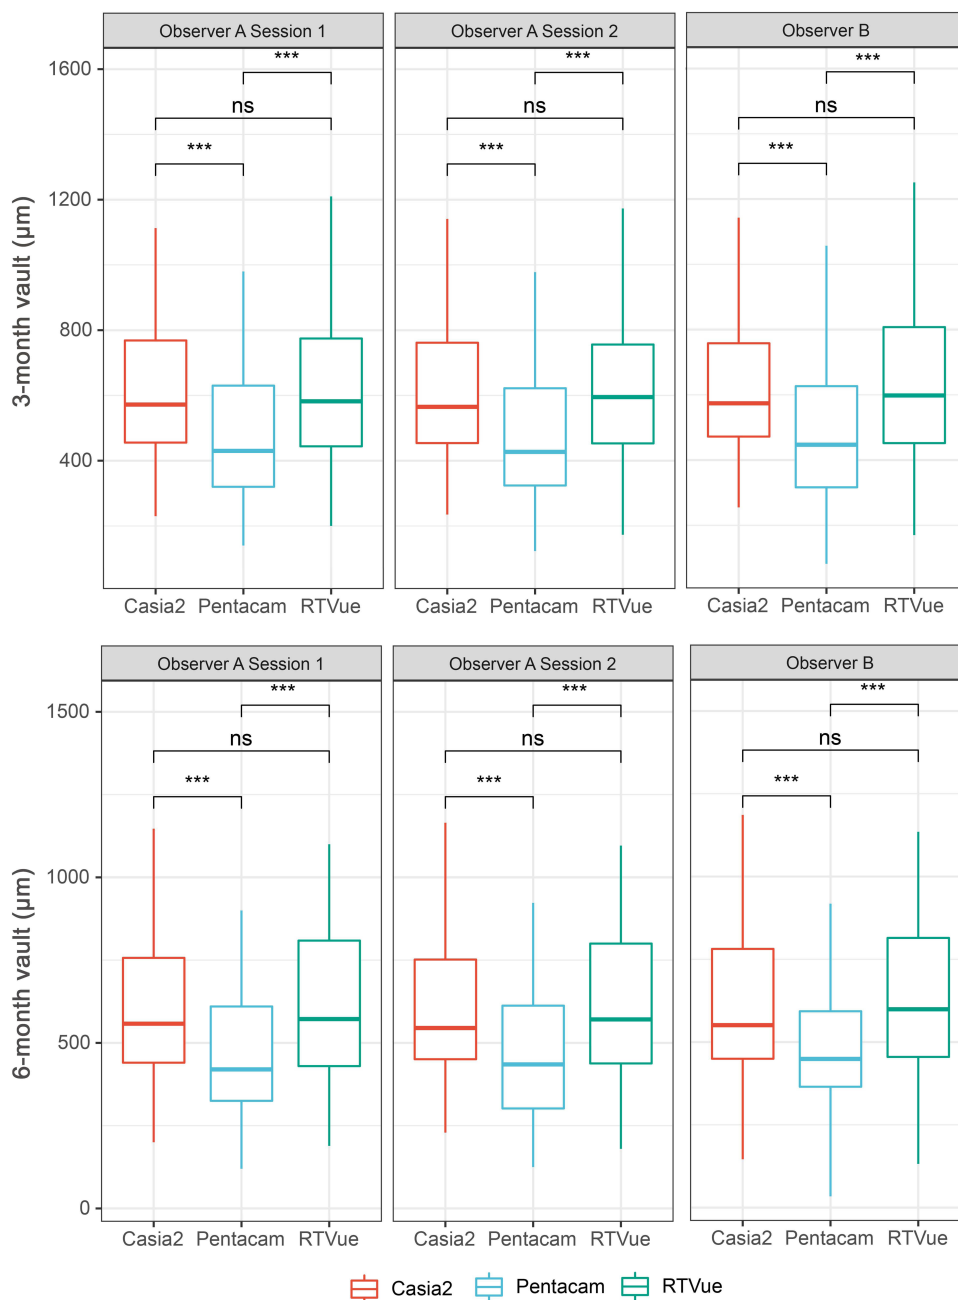 Observer A Session 1 Observer A Session 2 Observer B
3-month vault (μm)
1600
1200
800
400
*** *** ***
ns ns ns
*** *** ***
Casia2 Pentacam RTVue Casia2 Pentacam RTVue Casia2 Pentacam RTVue
Observer A Session 1 Observer A Session 2 Observer B
6-month vault (μm)
1500
1000
500
0
*** *** ***
ns ns ns
*** *** ***
Casia2 Pentacam RTVue Casia2 Pentacam RTVue Casia2 Pentacam RTVue
Casia2 Pentacam RTVue